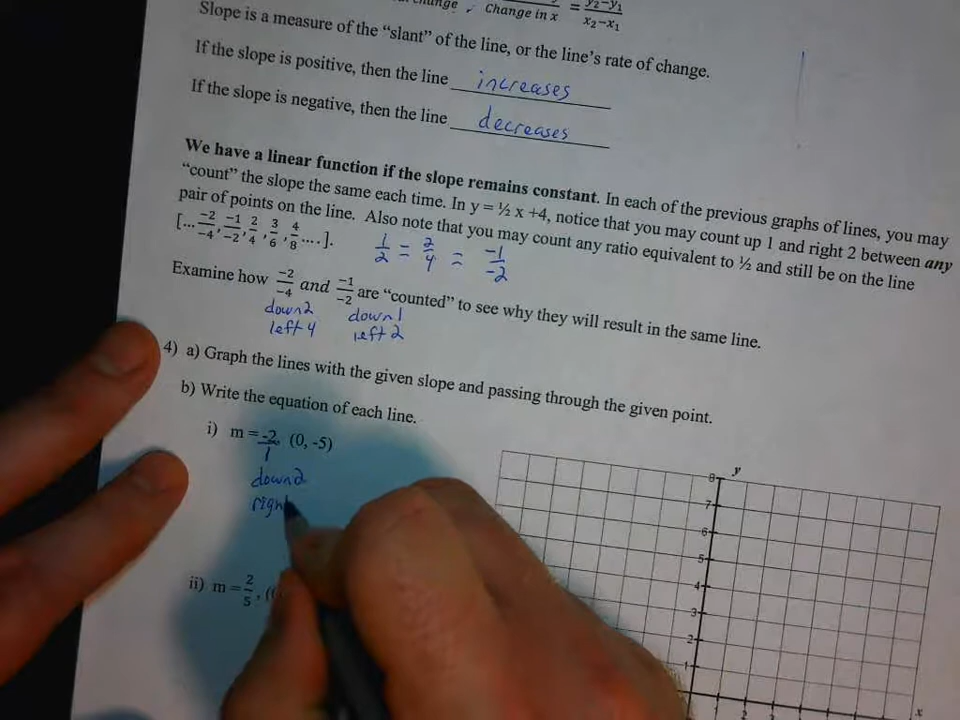 Change in x = y₂−y₁ / x₂−x₁
Slope is a measure of the “slant” of the line, or the line’s rate of change.
If the slope is positive, then the line increases
If the slope is negative, then the line decreases
We have a linear function if the slope remains constant. In each of the previous graphs of lines, you may
“count” the slope the same each time. In y = ½ x +4, notice that you may count up 1 and right 2 between any
pair of points on the line. Also note that you may count any ratio equivalent to ½ and still be on the line
[... -2/-4, -1/-2, 2/4, 3/6, 4/8 ....]. 1/2 = 2/4 = -1/-2
Examine how -2/-4 and -1/-2 are “counted” to see why they will result in the same line.
down 2 down 1
left 4 left 2
4) a) Graph the lines with the given slope and passing through the given point.
b) Write the equation of each line.
i) m = -2/1, (0, -5)
down 2
righ
ii) m = 2/5, (
y
8
7
6
5
4
3
2
1
1 2 3
x